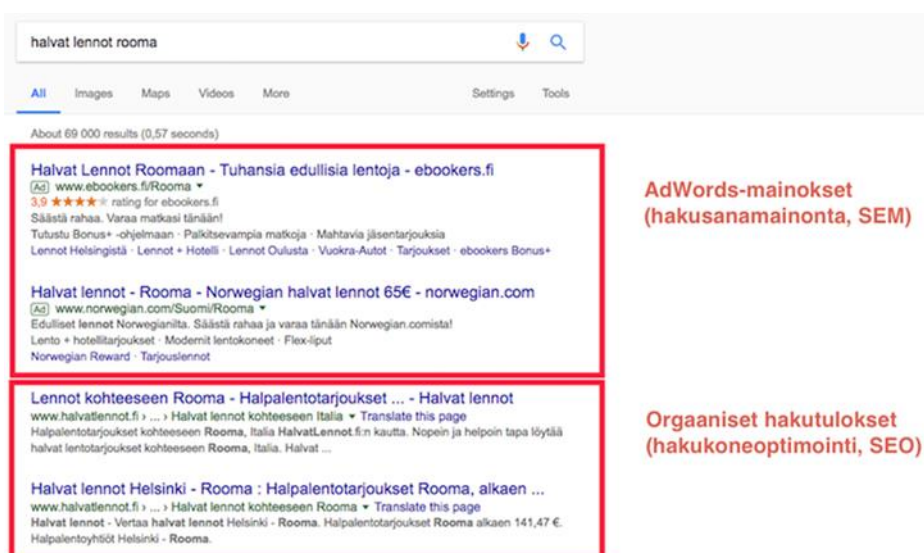 halvat lennot rooma
All Images Maps Videos More Settings Tools
About 69 000 results (0,57 seconds)
Halvat Lennot Roomaan - Tuhansia edullisia lentoja - ebookers.fi
Ad www.ebookers.fi/Rooma ▼
3,9 ★★★★★ rating for ebookers.fi
Säästä rahaa. Varaa matkasi tänään!
Tutustu Bonus+ -ohjelmaan · Palkitsevampia matkoja · Mahtavia jäsentarjouksia
Lennot Helsingistä · Lennot + Hotelli · Lennot Oulusta · Vuokra-Autot · Tarjoukset · ebookers Bonus+
Halvat lennot - Rooma - Norwegian halvat lennot 65€ - norwegian.com
Ad www.norwegian.com/Suomi/Rooma ▼
Edulliset lennot Norwegianilta. Säästä rahaa ja varaa tänään Norwegian.comista!
Lento + hotellitarjoukset · Modernit lentokoneet · Flex-liput
Norwegian Reward · Tarjouslennot
AdWords-mainokset
(hakusanamainonta, SEM)
Lennot kohteeseen Rooma - Halpalentotarjoukset ... - Halvat lennot
www.halvatlennot.fi › ... › Halvat lennot kohteeseen Italia ▼ Translate this page
Halpalentotarjoukset kohteeseen Rooma, Italia HalvatLennot.fi:n kautta. Nopein ja helpoin tapa löytää
halvat lentotarjoukset kohteeseen Rooma, Italia. Halvat ...
Halvat lennot Helsinki - Rooma : Halpalentotarjoukset Rooma, alkaen ...
www.halvatlennot.fi › ... › Halvat lennot kohteeseen Rooma ▼ Translate this page
Halvat lennot - Vertaa halvat lennot Helsinki - Rooma. Halpalentotarjoukset Rooma alkaen 141,47 €.
Halpalentoyhtiöt Helsinki - Rooma.
Orgaaniset hakutulokset
(hakukoneoptimointi, SEO)